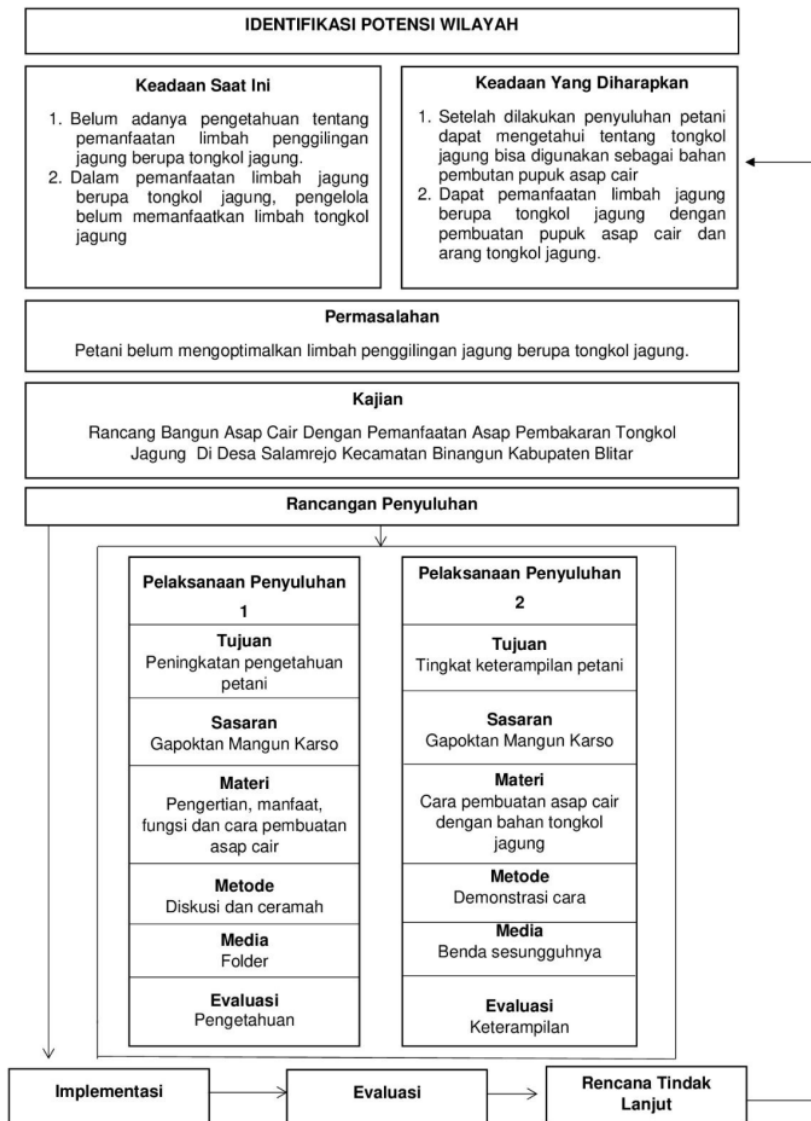 IDENTIFIKASI POTENSI WILAYAH
Keadaan Saat Ini
1. Belum adanya pengetahuan tentang
pemanfaatan limbah penggilingan
jagung berupa tongkol jagung.
2. Dalam pemanfaatan limbah jagung
berupa tongkol jagung, pengelola
belum memanfaatkan limbah tongkol
jagung
Keadaan Yang Diharapkan
1. Setelah dilakukan penyuluhan petani
dapat mengetahui tentang tongkol
jagung bisa digunakan sebagai bahan
pembutan pupuk asap cair
2. Dapat pemanfaatan limbah jagung
berupa tongkol jagung dengan
pembuatan pupuk asap cair dan
arang tongkol jagung.
Permasalahan
Petani belum mengoptimalkan limbah penggilingan jagung berupa tongkol jagung.
Kajian
Rancang Bangun Asap Cair Dengan Pemanfaatan Asap Pembakaran Tongkol
Jagung Di Desa Salamrejo Kecamatan Binangun Kabupaten Blitar
Rancangan Penyuluhan
Pelaksanaan Penyuluhan
1
Tujuan
Peningkatan pengetahuan
petani
Sasaran
Gapoktan Mangun Karso
Materi
Pengertian, manfaat,
fungsi dan cara pembuatan
asap cair
Metode
Diskusi dan ceramah
Media
Folder
Evaluasi
Pengetahuan
Pelaksanaan Penyuluhan
2
Tujuan
Tingkat keterampilan petani
Sasaran
Gapoktan Mangun Karso
Materi
Cara pembuatan asap cair
dengan bahan tongkol
jagung
Metode
Demonstrasi cara
Media
Benda sesungguhnya
Evaluasi
Keterampilan
Implementasi
Evaluasi
Rencana Tindak
Lanjut